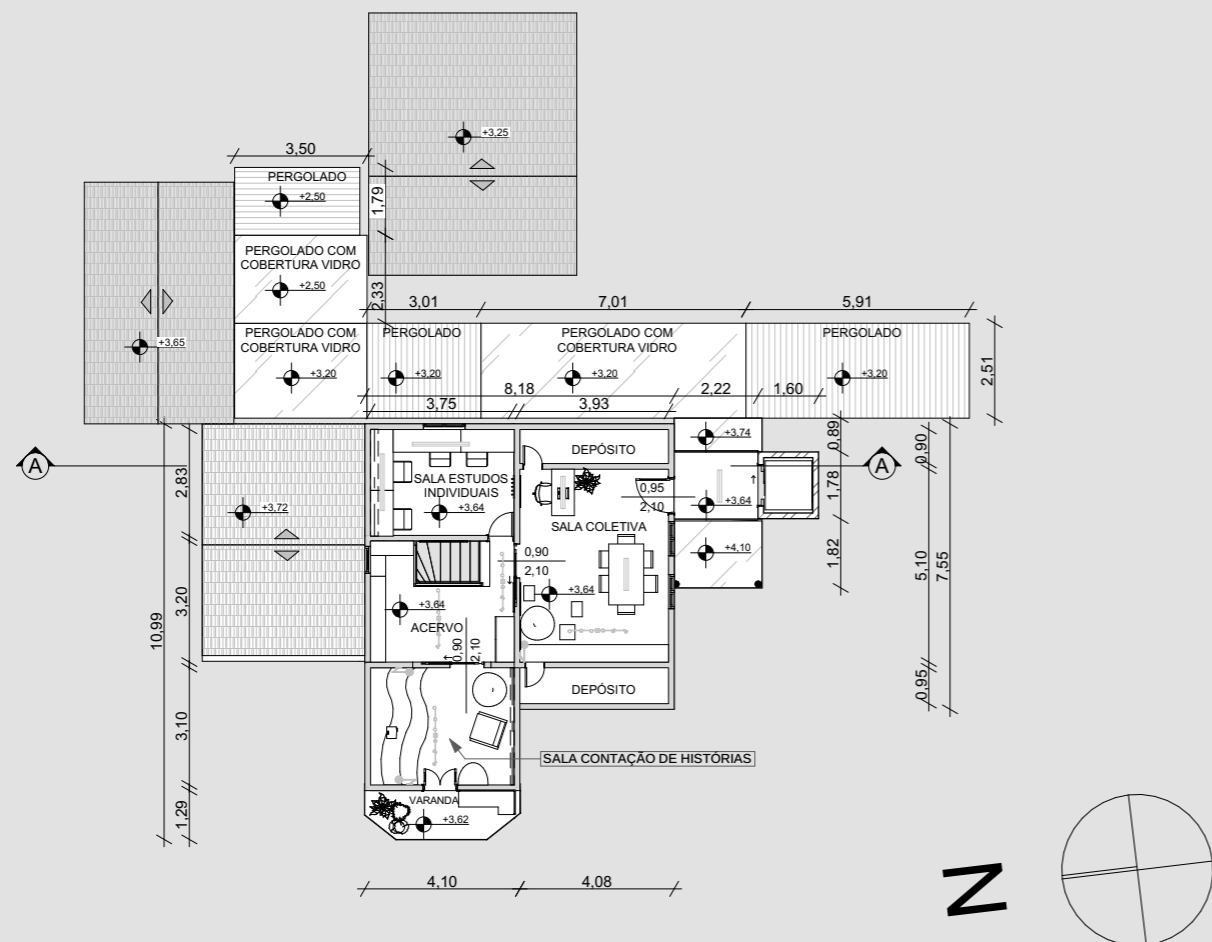 +3,25
3,50
PERGOLADO
+2,50
1,79
PERGOLADO COM
COBERTURA VIDRO
+2,50
2,33
3,01
7,01
5,91
+3,65
PERGOLADO COM
COBERTURA VIDRO
+3,20
PERGOLADO
+3,20
PERGOLADO COM
COBERTURA VIDRO
+3,20
PERGOLADO
+3,20
2,51
8,18
2,22
1,60
3,75
3,93
A
2,83
+3,72
3,20
10,99
3,10
1,29
SALA ESTUDOS
INDIVIDUAIS
+3,64
DEPÓSITO
0,95
2,10
SALA COLETIVA
+3,64
0,90
2,10
+3,64
ACERVO
0,90
2,10
DEPÓSITO
+3,74
+3,64
+4,10
0,89
1,78
1,82
A
0,90
5,10
7,55
0,95
SALA CONTAÇÃO DE HISTÓRIAS
VARANDA
+3,62
4,10
4,08
N